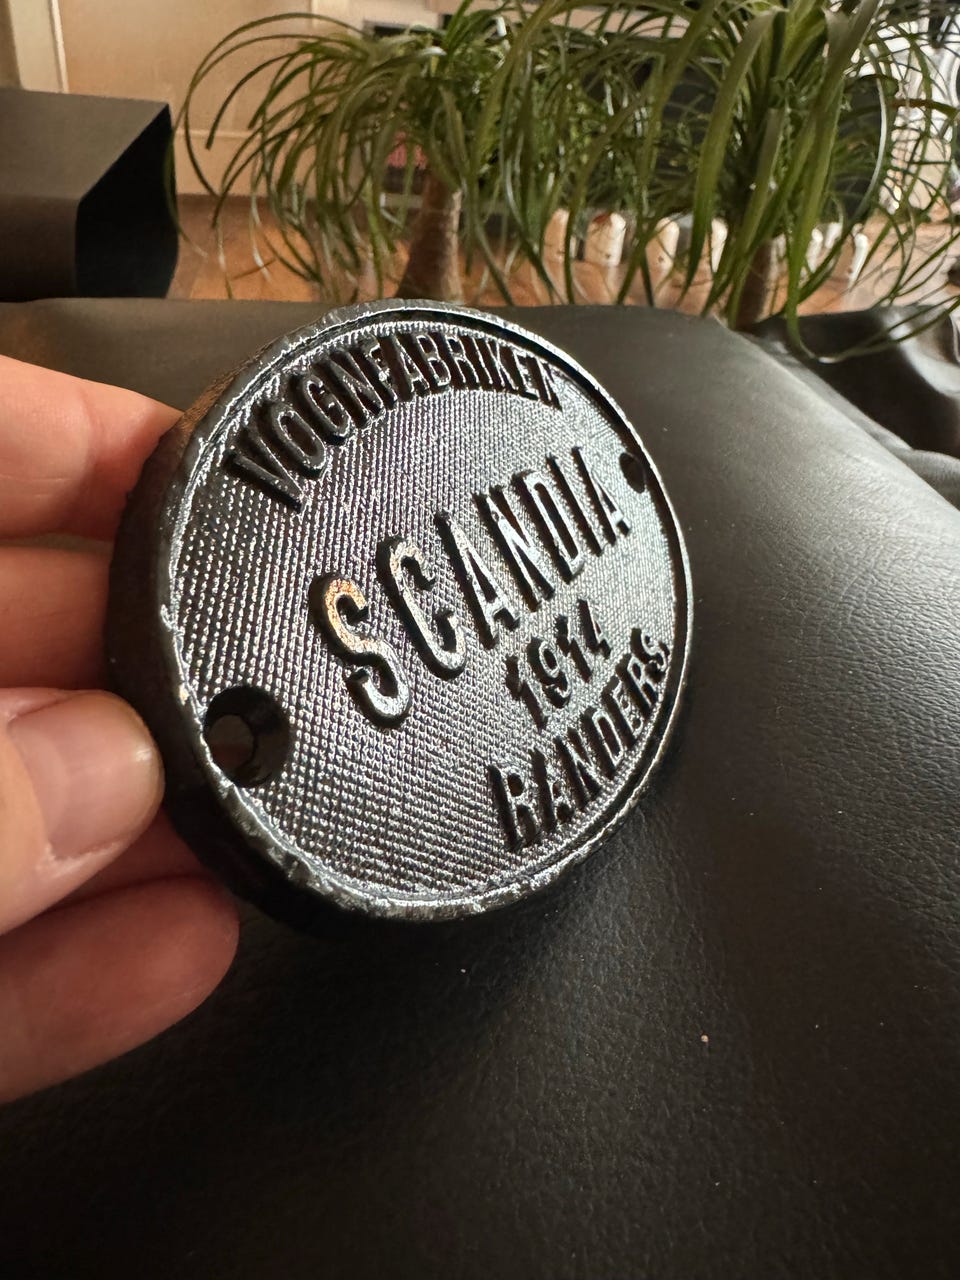 VOGNFABRIKEN
SCANDIA
1914
RANDERS